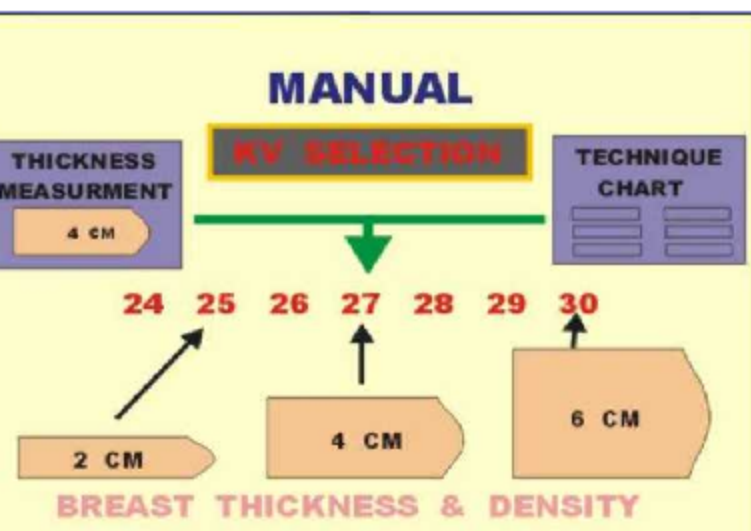 MANUAL
KV SELECTION
THICKNESS
MEASURMENT
4 CM
TECHNIQUE
CHART
24 25 26 27 28 29 30
2 CM
4 CM
6 CM
BREAST THICKNESS & DENSITY